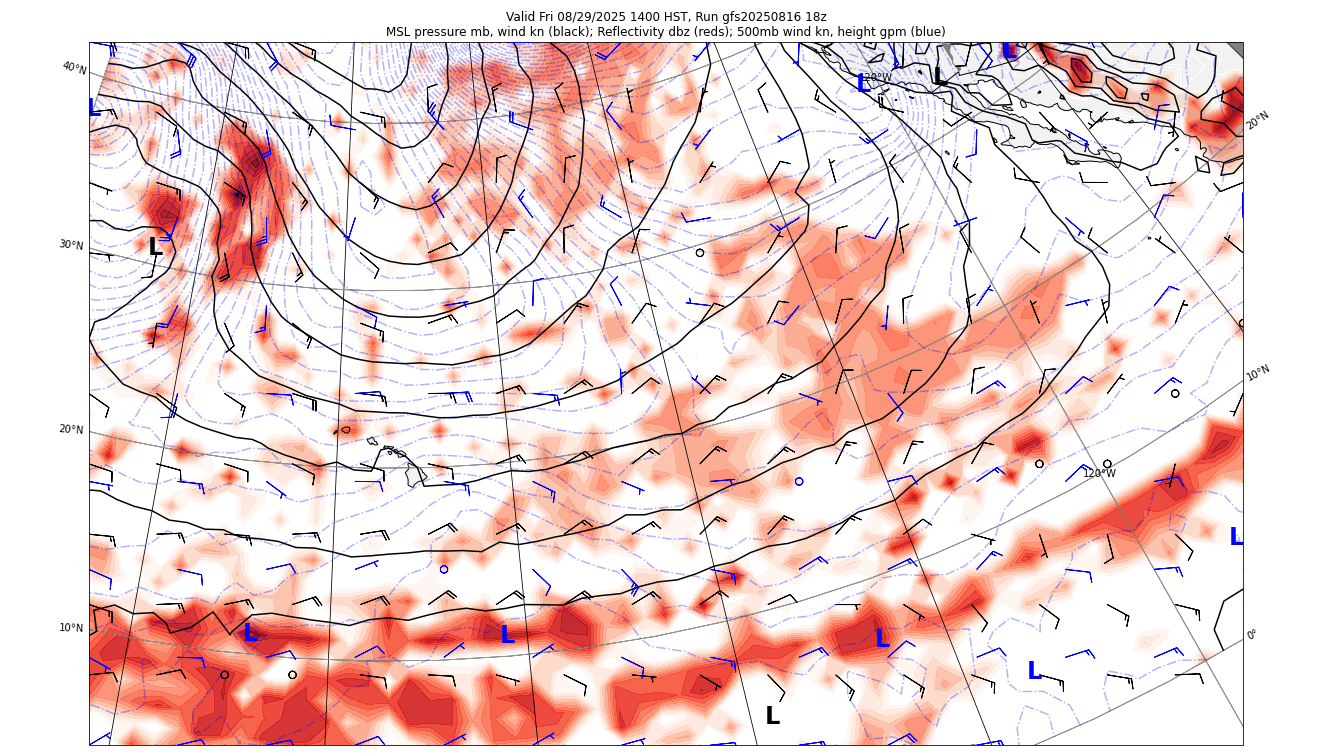 Valid Fri 08/29/2025 1400 HST, Run gfs20250816 18z
MSL pressure mb, wind kn (black); Reflectivity dbz (reds); 500mb wind kn, height gpm (blue)
L
L
120°W
L
40°N
L
20°N
30°N
L
10°N
20°N
120°W
L
10°N
L
L
L
0°
L
L